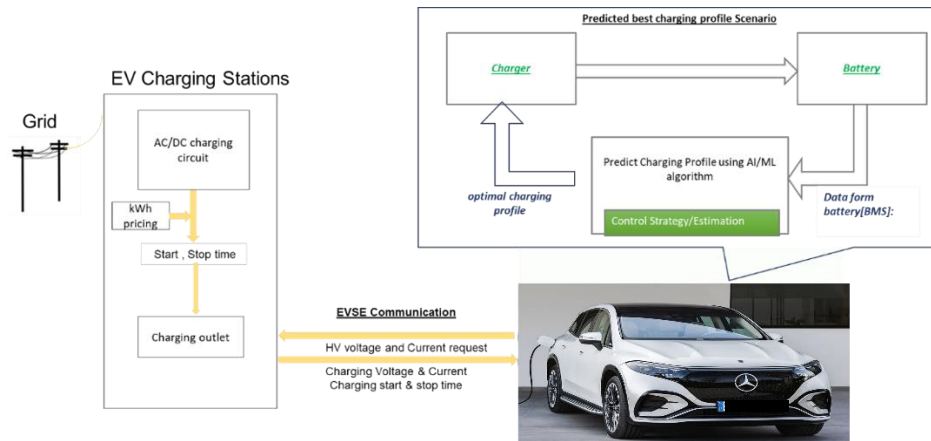 Predicted best charging profile Scenario
Charger
Battery
Predict Charging Profile using AI/ML
algorithm
Control Strategy/Estimation
optimal charging
profile
Data form
battery[BMS]:
EV Charging Stations
Grid
AC/DC charging
circuit
kWh
pricing
Start , Stop time
Charging outlet
EVSE Communication
HV voltage and Current request
Charging Voltage & Current
Charging start & stop time